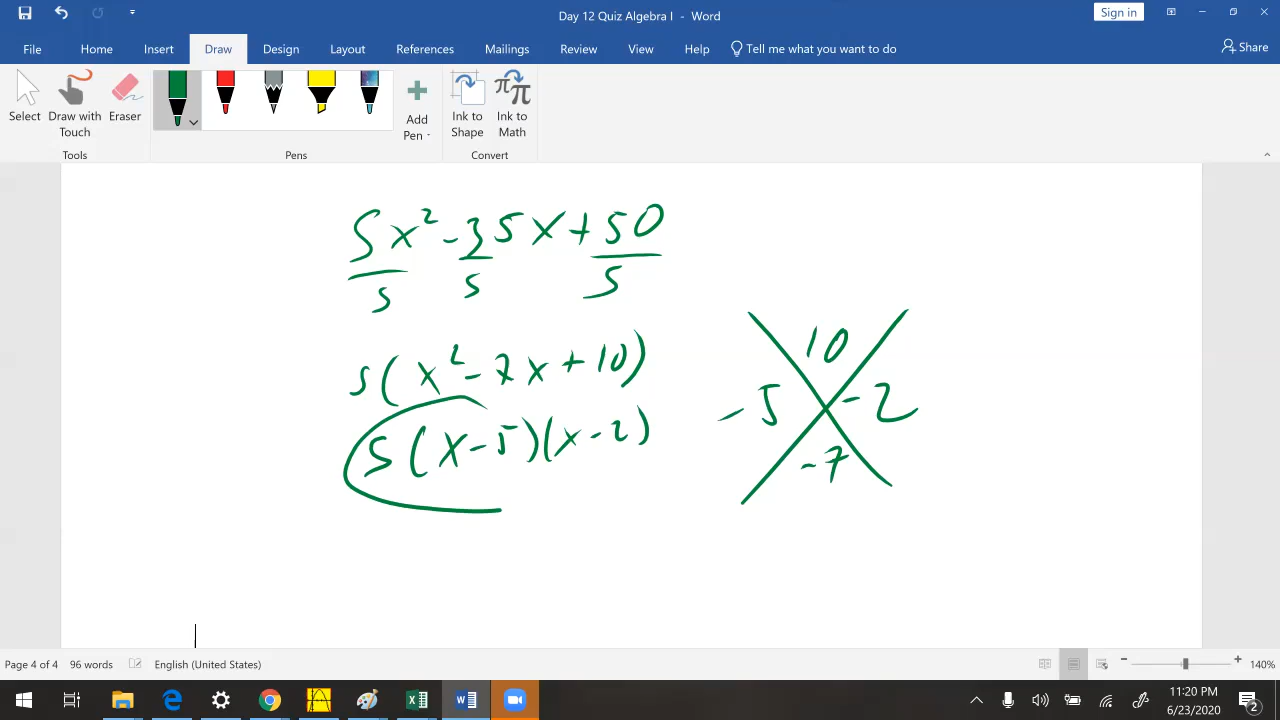 Day 12 Quiz Algebra I - Word
Sign in
File Home Insert Draw Design Layout References Mailings Review View Help Tell me what you want to do
Share
Select
Draw with Touch
Eraser
Add Pen
Ink to Shape
Ink to Math
Tools Pens Convert
5x² - 35x + 50
5 5 5
5(x² - 7x + 10)
5(x - 5)(x - 2)
10
- 5 - 2
- 7
Page 4 of 4 96 words English (United States) 140%
11:20 PM
6/23/2020
2